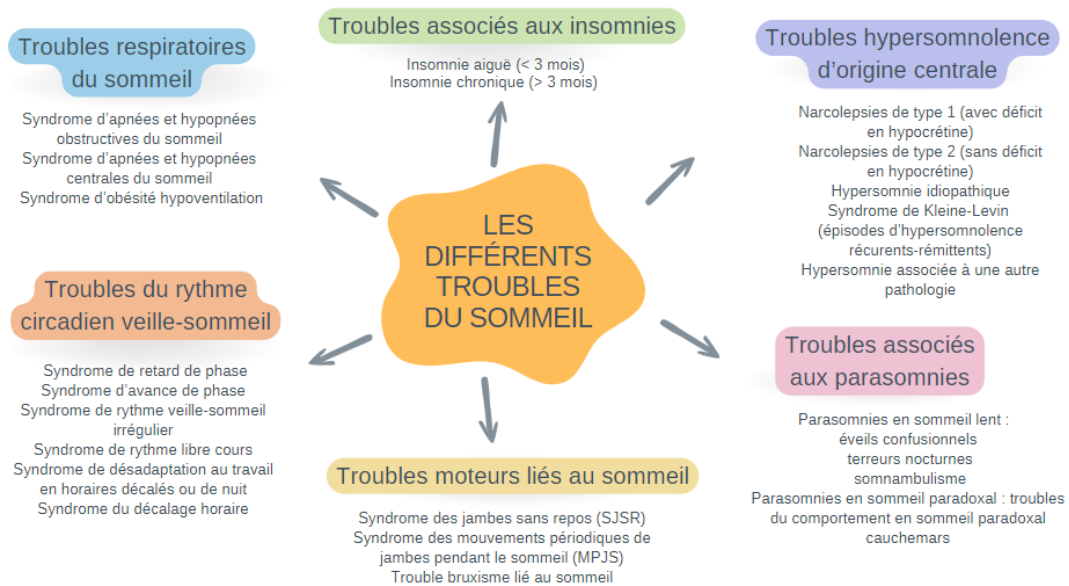 Troubles respiratoires
du sommeil
Syndrome d'apnées et hypopnées
obstructives du sommeil
Syndrome d'apnées et hypopnées
centrales du sommeil
Syndrome d'obésité hypoventilation
Troubles associés aux insomnies
Insomnie aiguë (< 3 mois)
Insomnie chronique (> 3 mois)
Troubles hypersomnolence
d'origine centrale
Narcolepsies de type 1 (avec déficit
en hypocrétine)
Narcolepsies de type 2 (sans déficit
en hypocrétine)
Hypersomnie idiopathique
Syndrome de Kleine-Levin
(épisodes d'hypersomnolence
récurents-rémittents)
Hypersomnie associée à une autre
pathologie
LES
DIFFÉRENTS
TROUBLES
DU SOMMEIL
Troubles du rythme
circadien veille-sommeil
Syndrome de retard de phase
Syndrome d'avance de phase
Syndrome de rythme veille-sommeil
irrégulier
Syndrome de rythme libre cours
Syndrome de désadaptation au travail
en horaires décalés ou de nuit
Syndrome du décalage horaire
Troubles moteurs liés au sommeil
Syndrome des jambes sans repos (SJSR)
Syndrome des mouvements périodiques de
jambes pendant le sommeil (MPJS)
Trouble bruxisme lié au sommeil
Troubles associés
aux parasomnies
Parasomnies en sommeil lent :
éveils confusionnels
terreurs nocturnes
somnambulisme
Parasomnies en sommeil paradoxal : troubles
du comportement en sommeil paradoxal
cauchemars